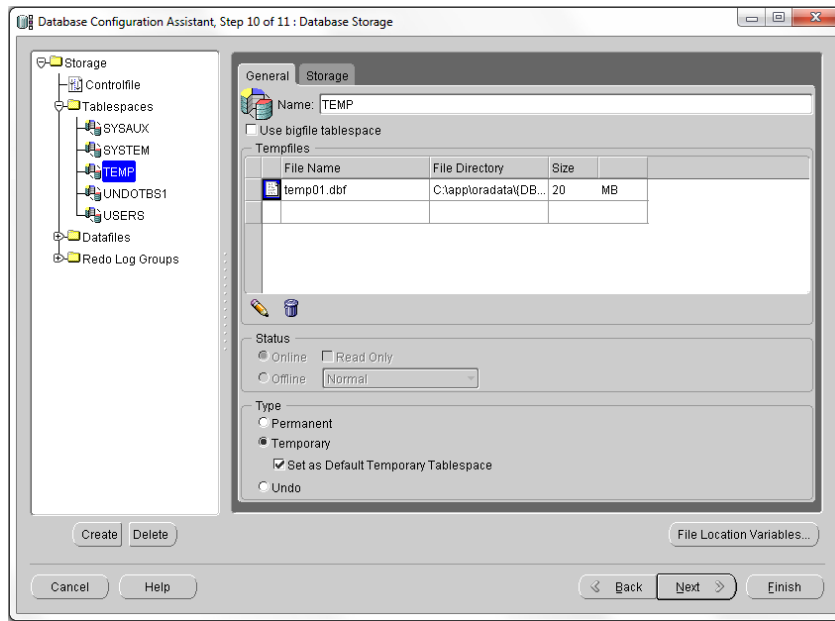 Database Configuration Assistant, Step 10 of 11 : Database Storage
Storage
Controlfile
Tablespaces
SYSAUX
SYSTEM
TEMP
UNDOTBS1
USERS
Datafiles
Redo Log Groups
General Storage
Name: TEMP
Use bigfile tablespace
Tempfiles
File Name File Directory Size
temp01.dbf C:\app\oradata\{DB... 20 MB
Status
Online Read Only
Offline Normal
Type
Permanent
Temporary
Set as Default Temporary Tablespace
Undo
Create Delete File Location Variables...
Cancel Help Back Next Finish